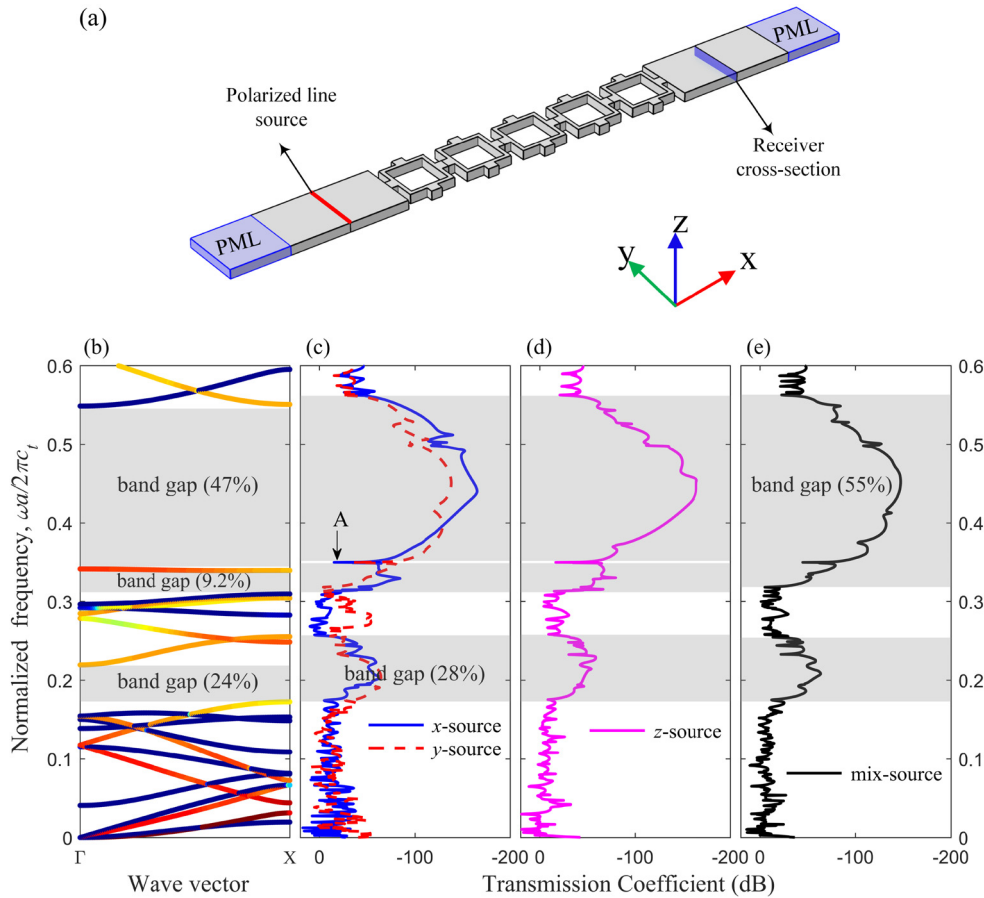 (a)
PML
Polarized line
source
Receiver
cross-section
PML
z
y
x
(b)
(c)
(d)
(e)
Normalized frequency, ωa/2πc_t
0.6
0.5
0.4
0.3
0.2
0.1
0
band gap (47%)
band gap (9.2%)
band gap (24%)
Γ
X
Wave vector
A
band gap (28%)
x-source
y-source
0
-100
-200
z-source
0
-100
-200
band gap (55%)
mix-source
0
-100
-200
0.6
0.5
0.4
0.3
0.2
0.1
0
Transmission Coefficient (dB)